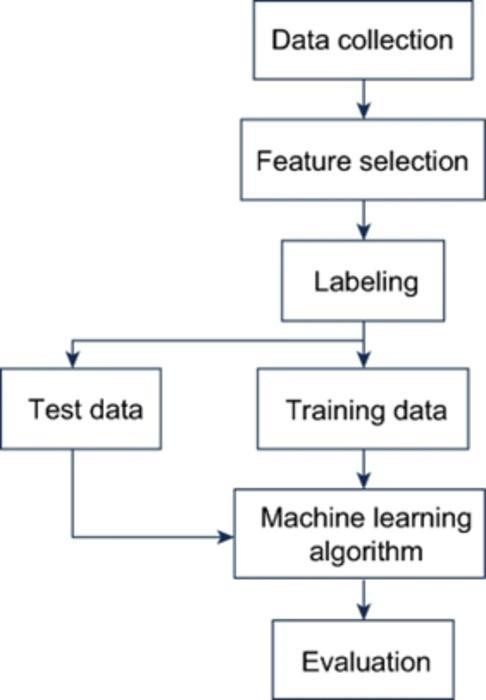 Data collection
Feature selection
Labeling
Test data
Training data
Machine learning
algorithm
Evaluation